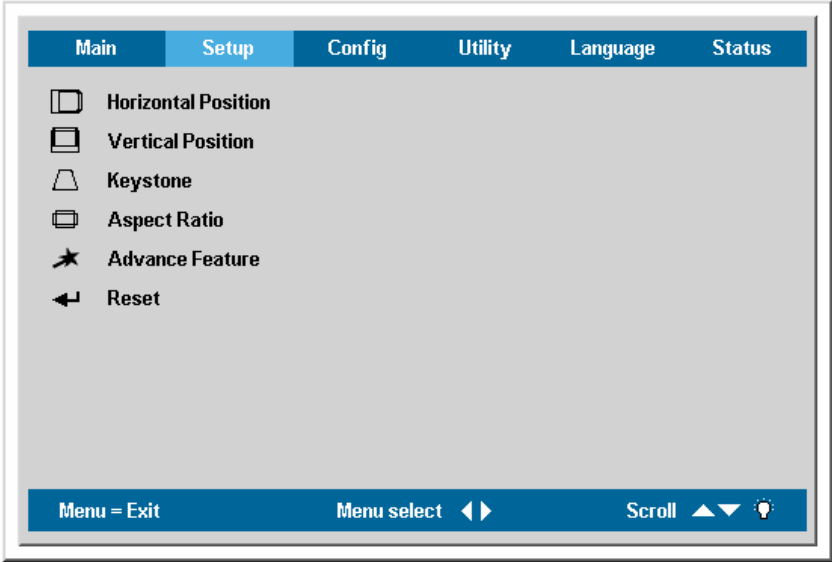 Main Setup Config Utility Language Status
Horizontal Position
Vertical Position
Keystone
Aspect Ratio
Advance Feature
Reset
Menu = Exit Menu select Scroll